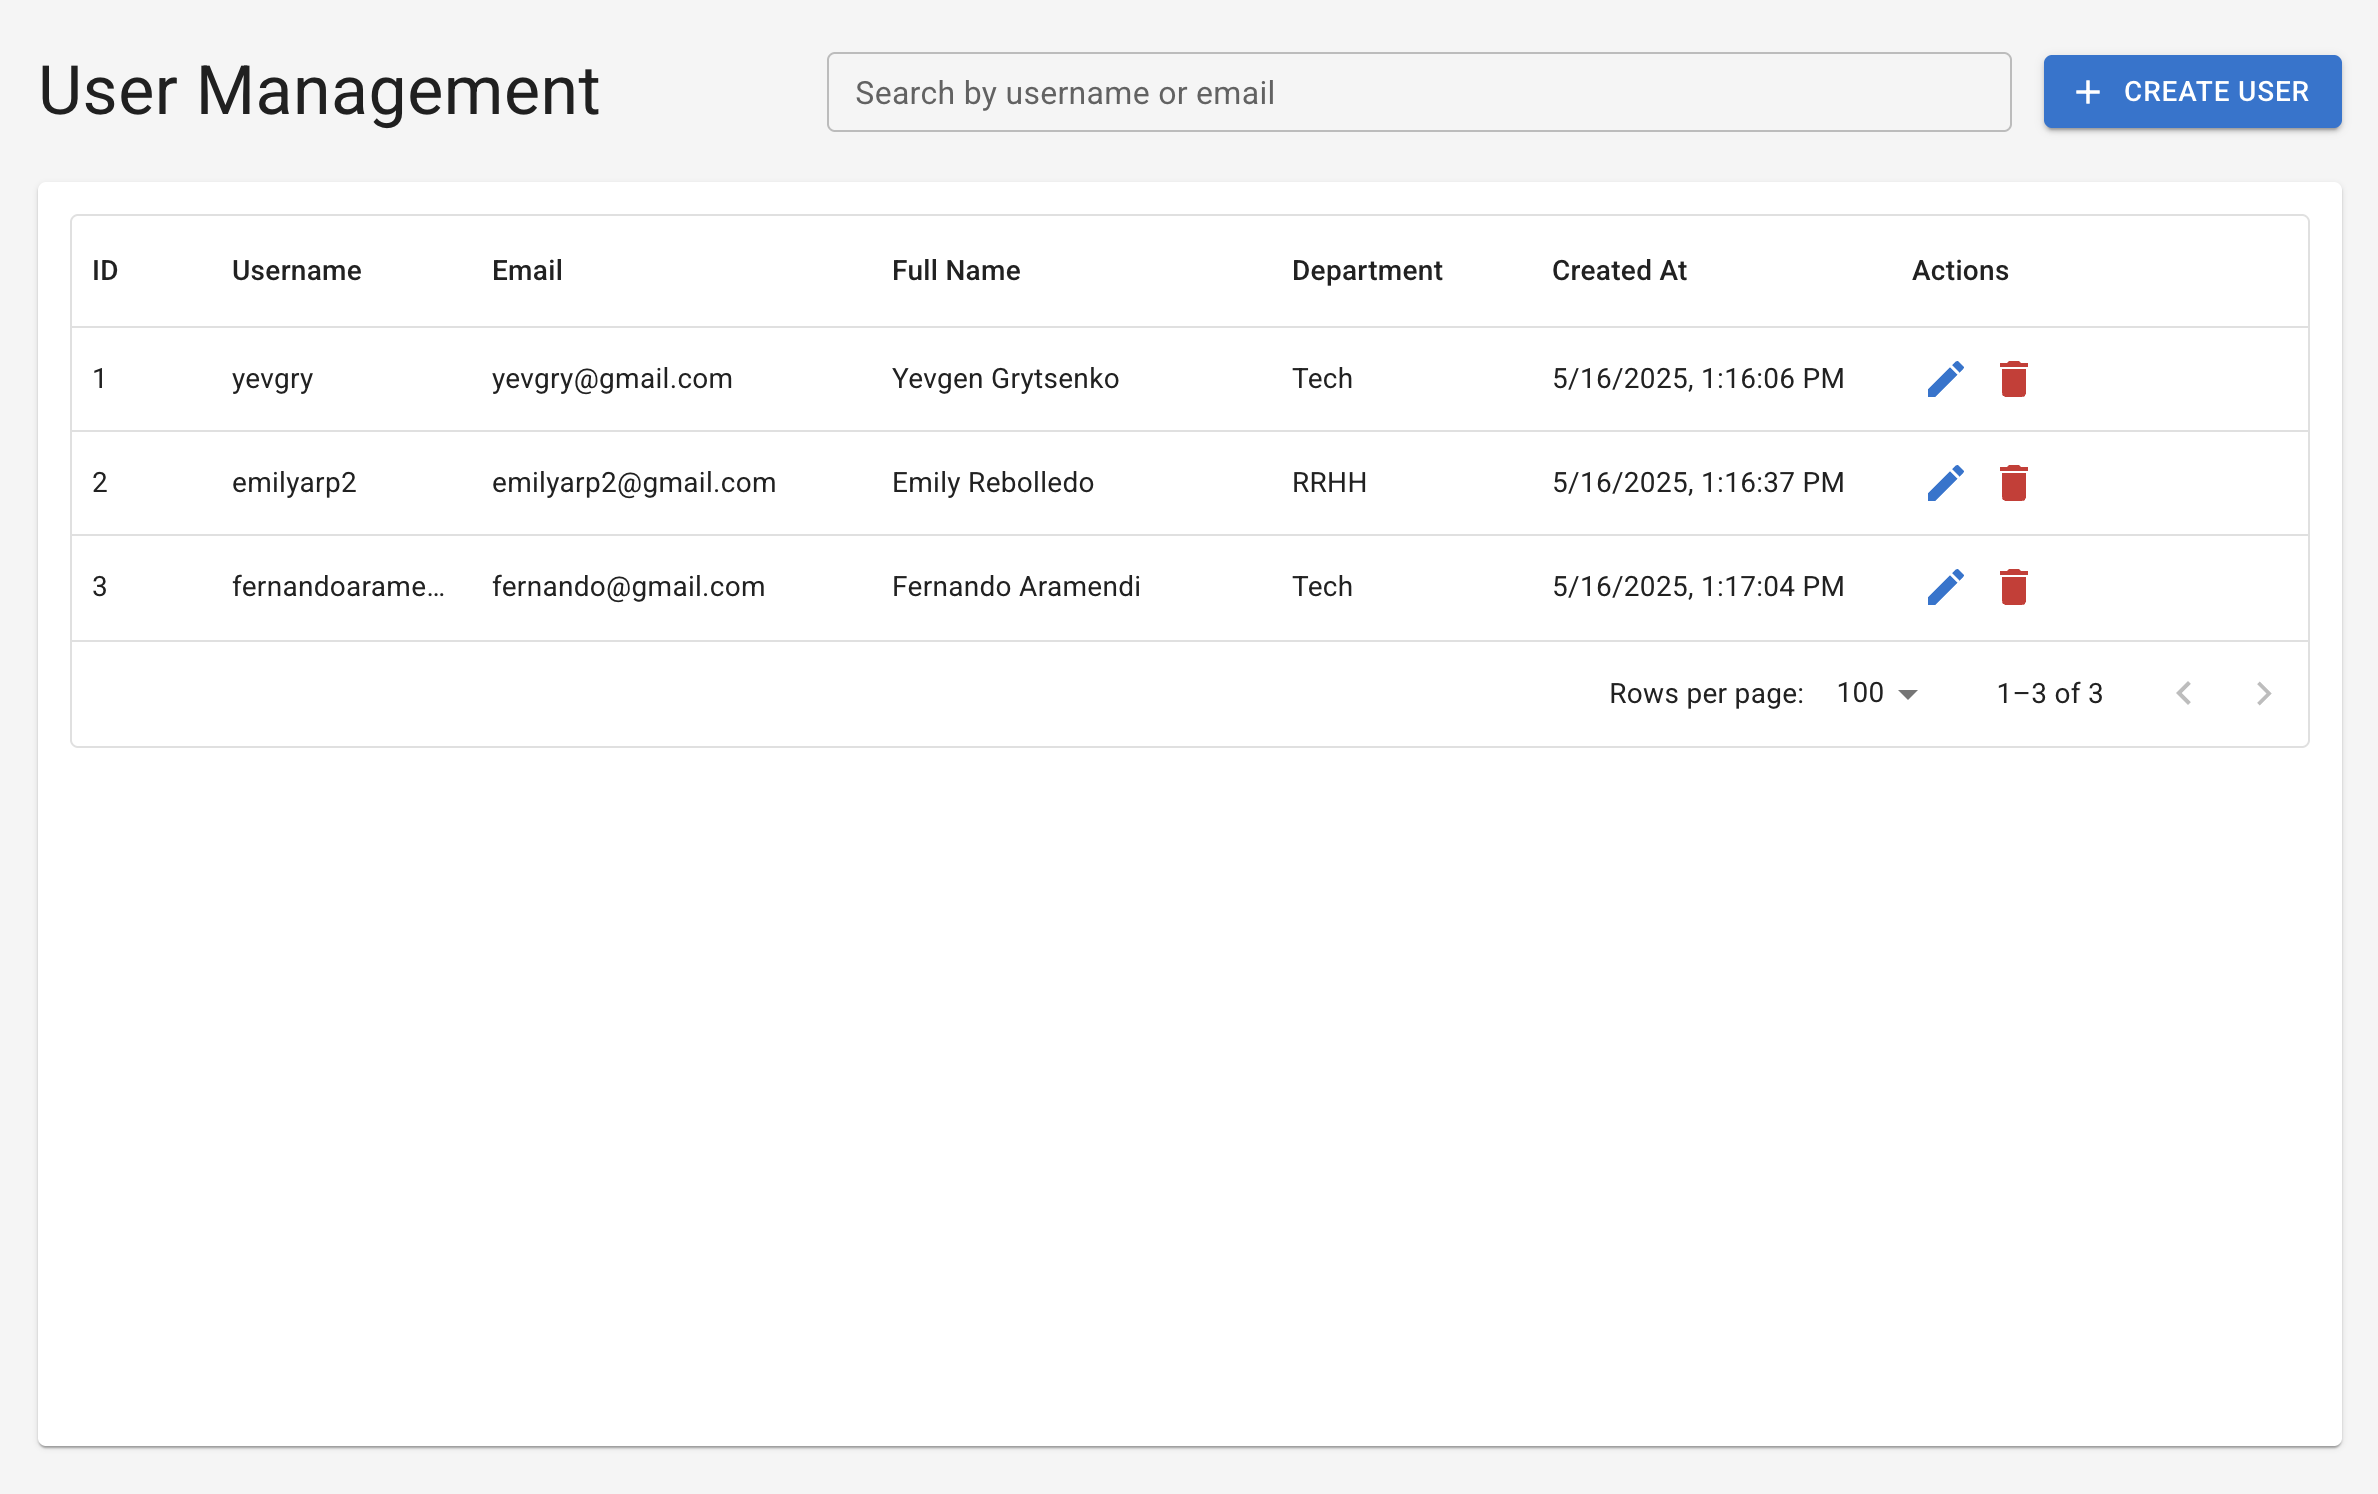 User Management
Search by username or email
CREATE USER
ID Username Email Full Name Department Created At Actions
1 yevgry yevgry@gmail.com Yevgen Grytsenko Tech 5/16/2025, 1:16:06 PM
2 emilyarp2 emilyarp2@gmail.com Emily Rebolledo RRHH 5/16/2025, 1:16:37 PM
3 fernandoarame... fernando@gmail.com Fernando Aramendi Tech 5/16/2025, 1:17:04 PM
Rows per page: 100 1–3 of 3